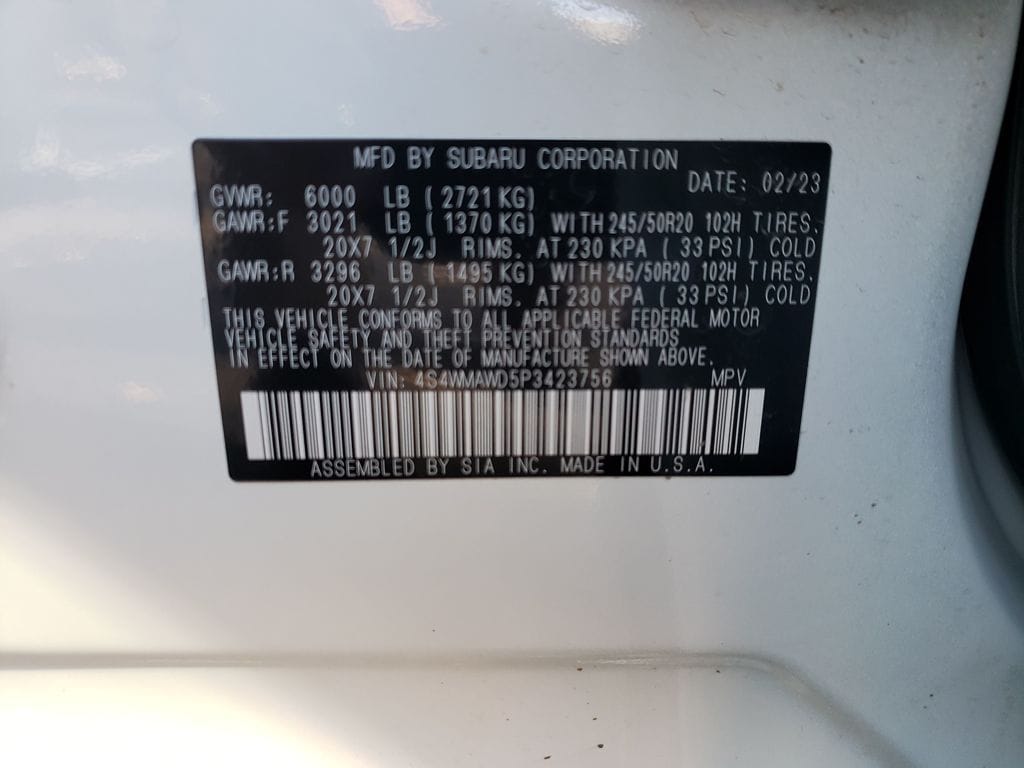 MFD BY SUBARU CORPORATION
DATE: 02/23
GVWR: 6000 LB ( 2721 KG)
GAWR:F 3021 LB ( 1370 KG) WITH 245/50R20 102H TIRES.
20X7 1/2J RIMS. AT 230 KPA ( 33 PSI) COLD
GAWR:R 3296 LB ( 1495 KG) WITH 245/50R20 102H TIRES.
20X7 1/2J RIMS. AT 230 KPA ( 33 PSI) COLD
THIS VEHICLE CONFORMS TO ALL APPLICABLE FEDERAL MOTOR
VEHICLE SAFETY AND THEFT PREVENTION STANDARDS
IN EFFECT ON THE DATE OF MANUFACTURE SHOWN ABOVE.
VIN: 4S4WMAWD5P3423756 MPV
ASSEMBLED BY SIA INC. MADE IN U.S.A.